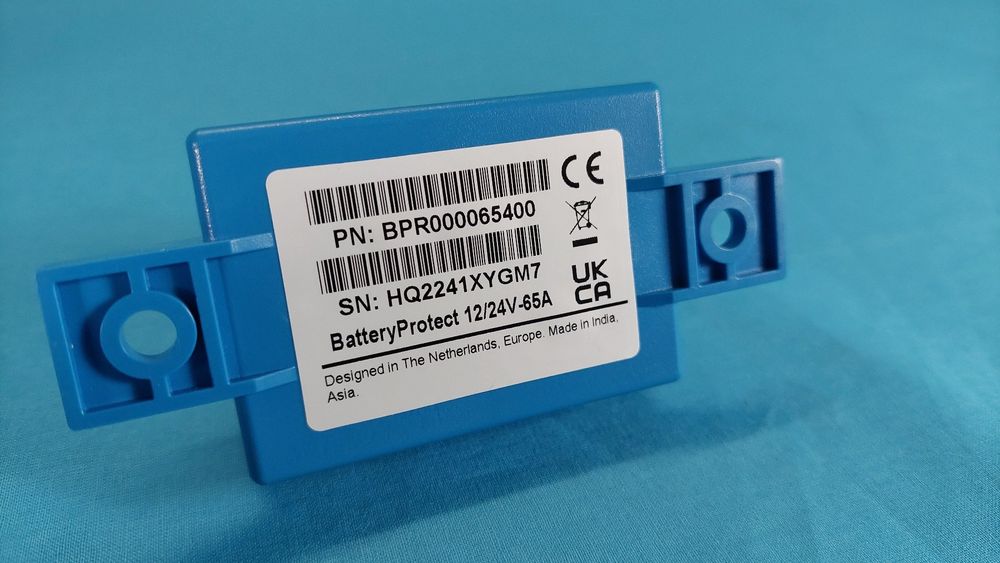 CE
PN: BPR000065400
SN: HQ2241XYGM7
UK
CA
BatteryProtect 12/24V-65A
Designed in The Netherlands, Europe. Made in India,
Asia.